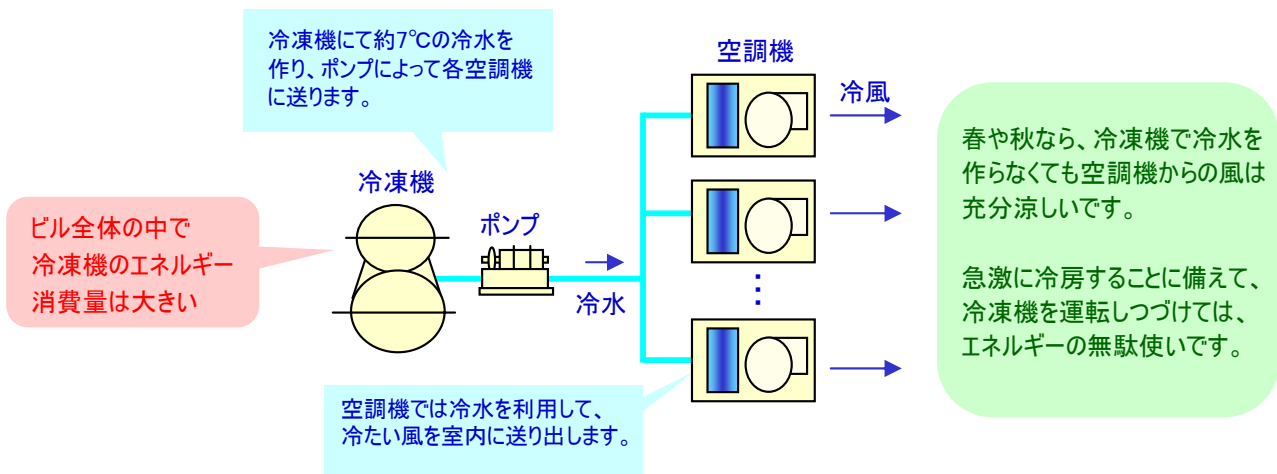 冷凍機にて約7℃の冷水を
作り、ポンプによって各空調機
に送ります。
空調機
冷風
春や秋なら、冷凍機で冷水を
作らなくても空調機からの風は
充分涼しいです。
急激に冷房することに備えて、
冷凍機を運転しつづけては、
エネルギーの無駄使いです。
冷凍機
ポンプ
ビル全体の中で
冷凍機のエネルギー
消費量は大きい
冷水
⋮
空調機では冷水を利用して、
冷たい風を室内に送り出します。